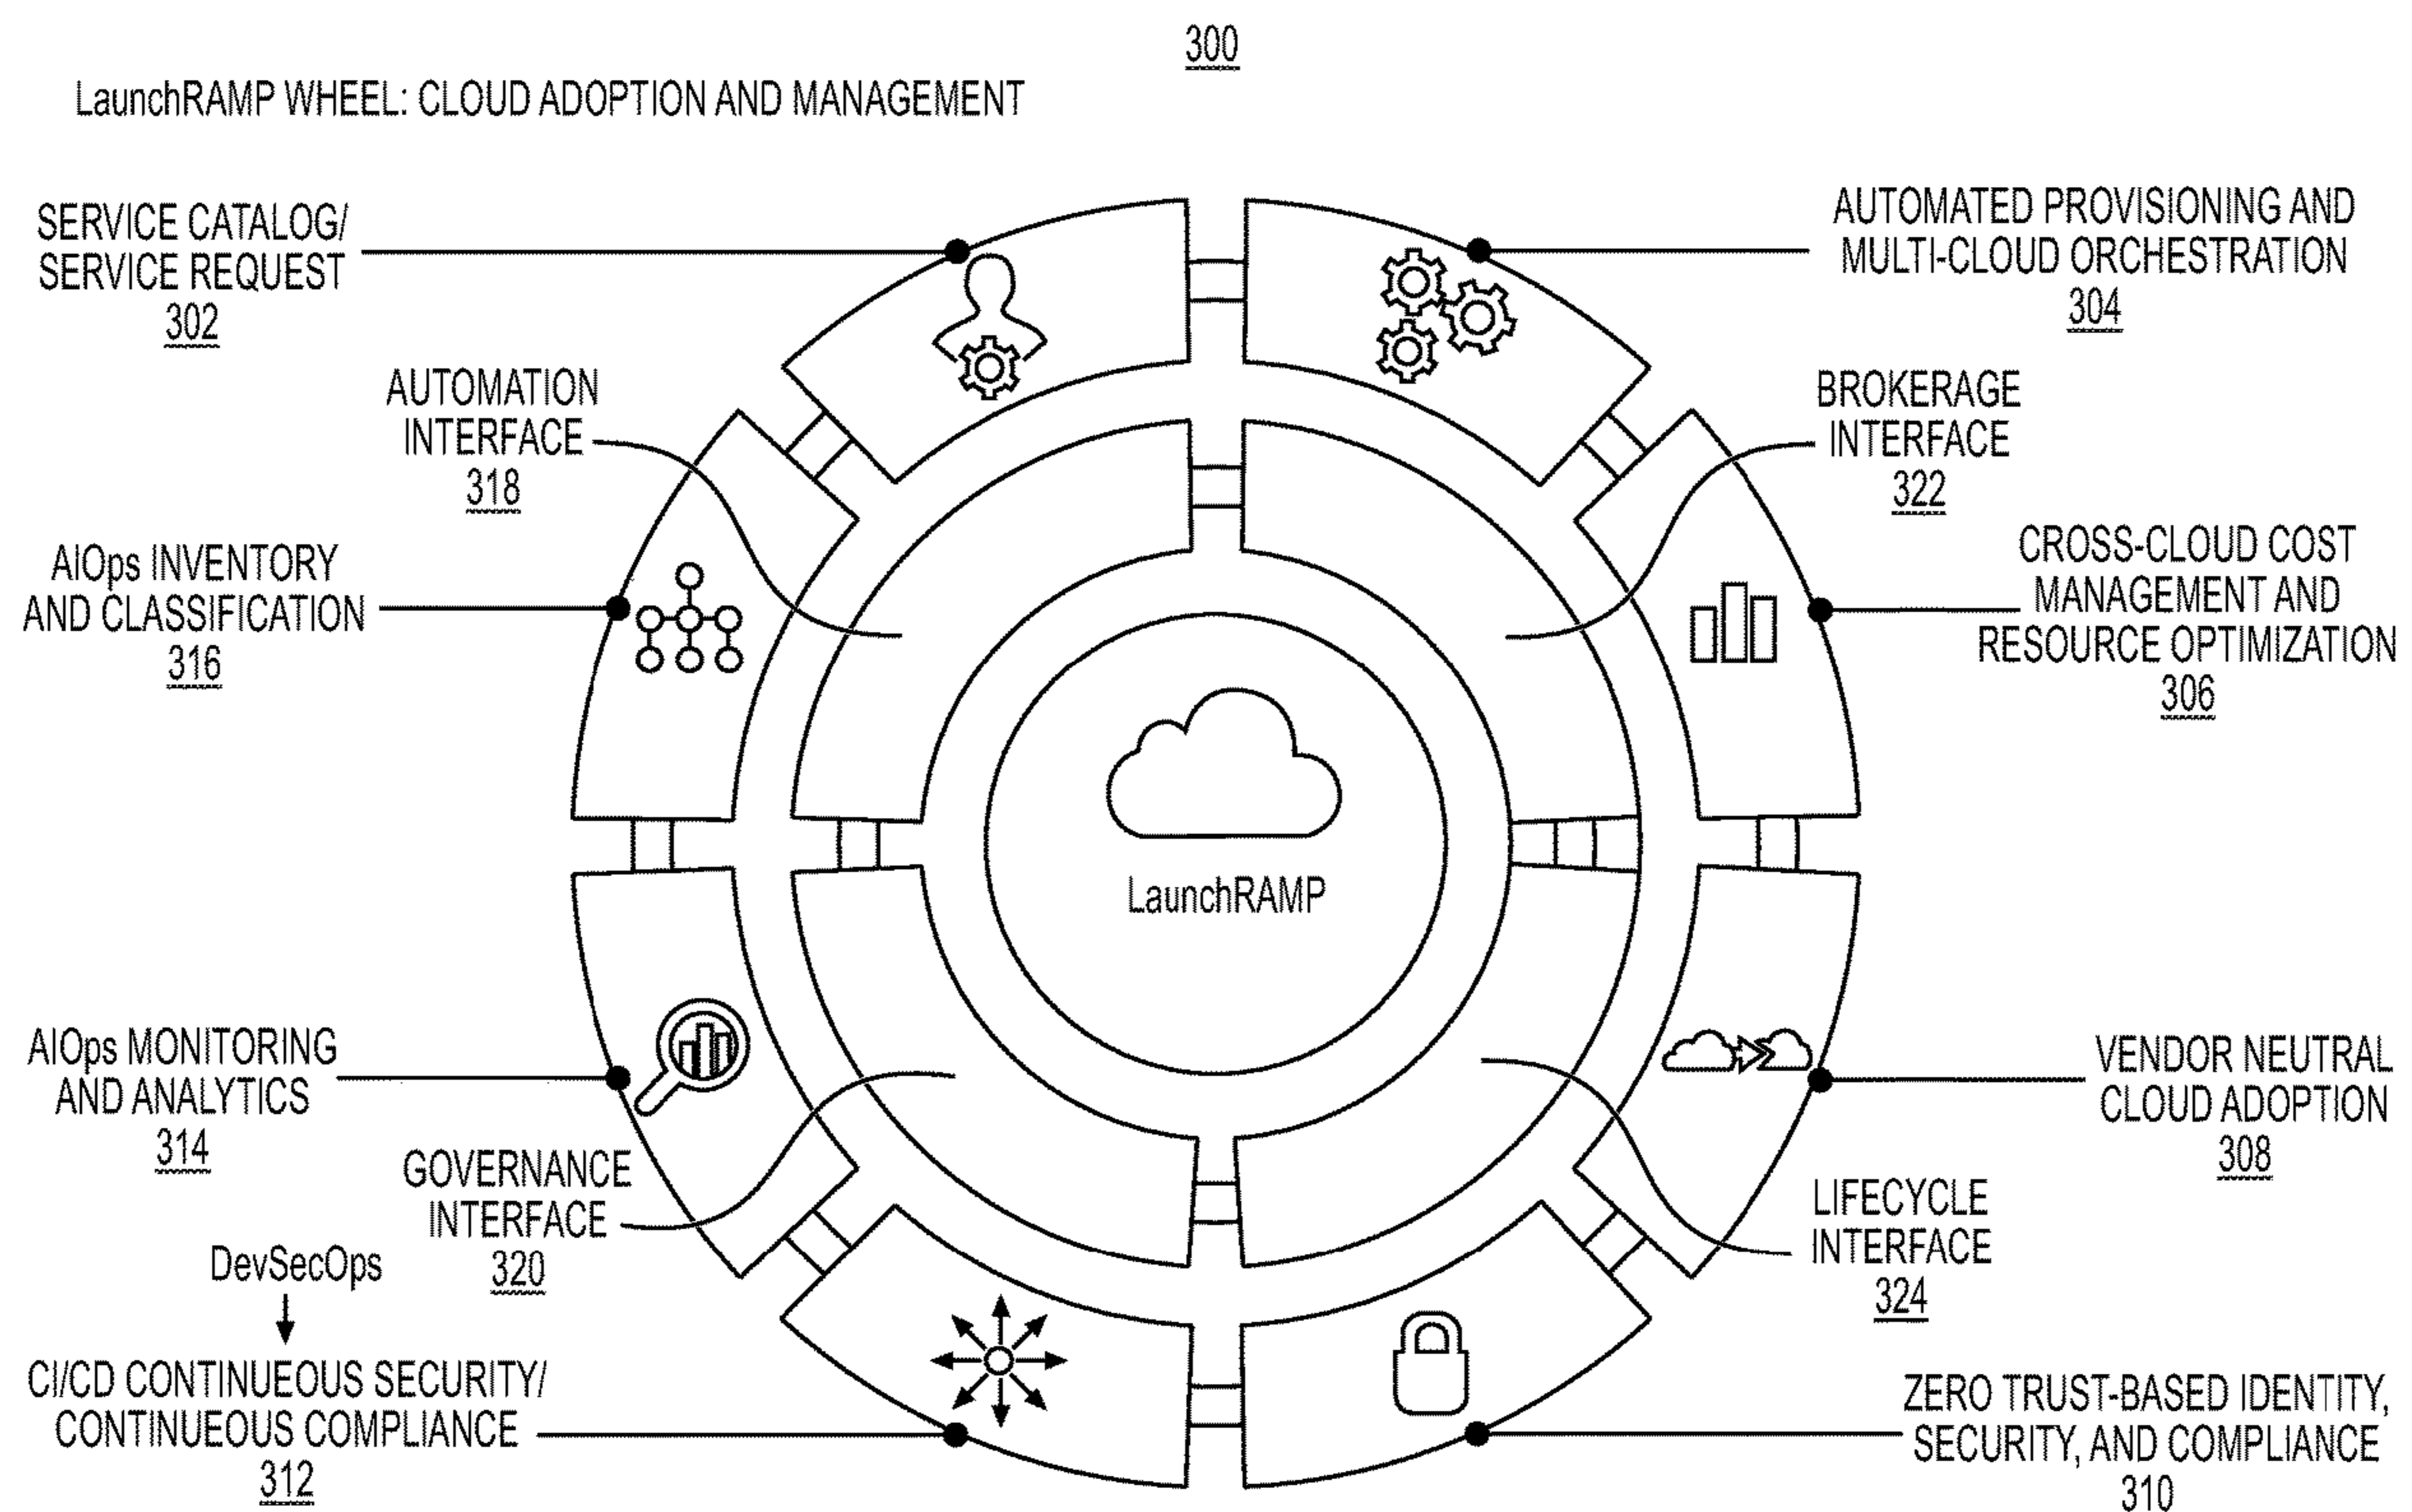 300
LaunchRAMP WHEEL: CLOUD ADOPTION AND MANAGEMENT
SERVICE CATALOG/
SERVICE REQUEST
302
AUTOMATED PROVISIONING AND
MULTI-CLOUD ORCHESTRATION
304
AUTOMATION
INTERFACE
318
BROKERAGE
INTERFACE
322
AIOps INVENTORY
AND CLASSIFICATION
316
CROSS-CLOUD COST
MANAGEMENT AND
RESOURCE OPTIMIZATION
306
LaunchRAMP
AIOps MONITORING
AND ANALYTICS
314
VENDOR NEUTRAL
CLOUD ADOPTION
308
GOVERNANCE
INTERFACE
320
LIFECYCLE
INTERFACE
324
DevSecOps
CI/CD CONTINUEOUS SECURITY/
CONTINUEOUS COMPLIANCE
312
ZERO TRUST-BASED IDENTITY,
SECURITY, AND COMPLIANCE
310